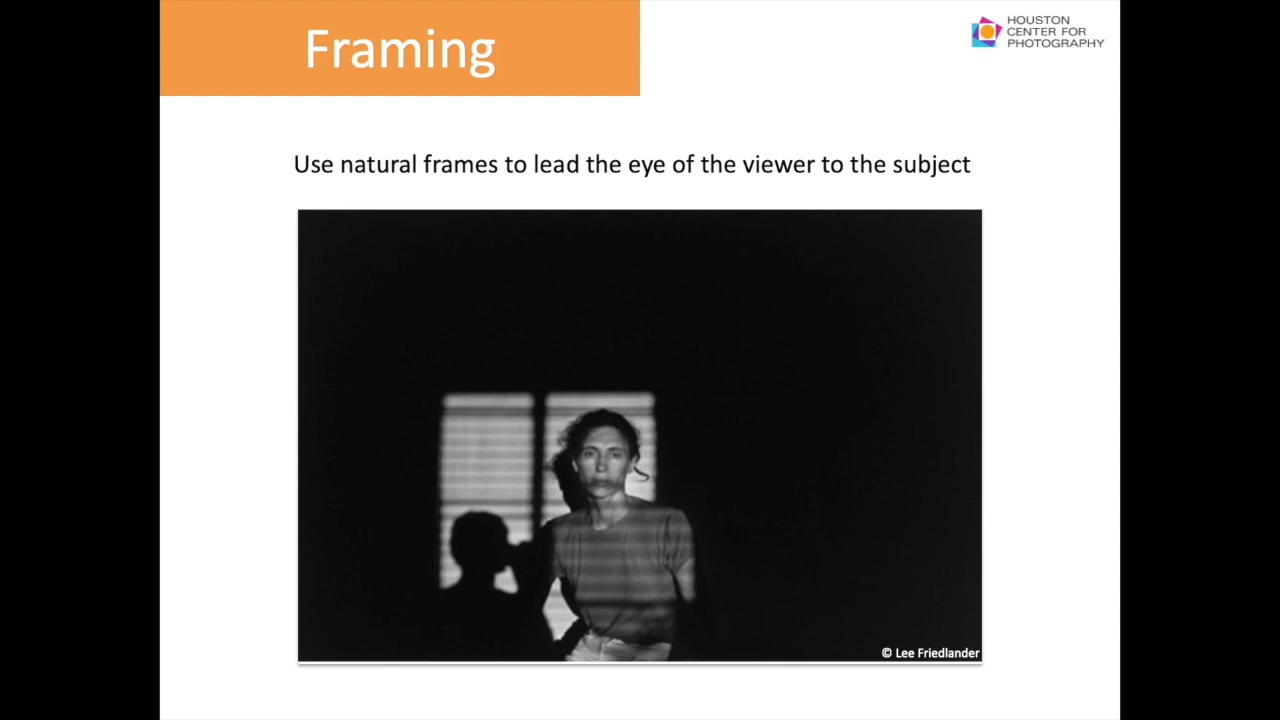 Framing
HOUSTON
CENTER FOR
PHOTOGRAPHY
Use natural frames to lead the eye of the viewer to the subject
© Lee Friedlander